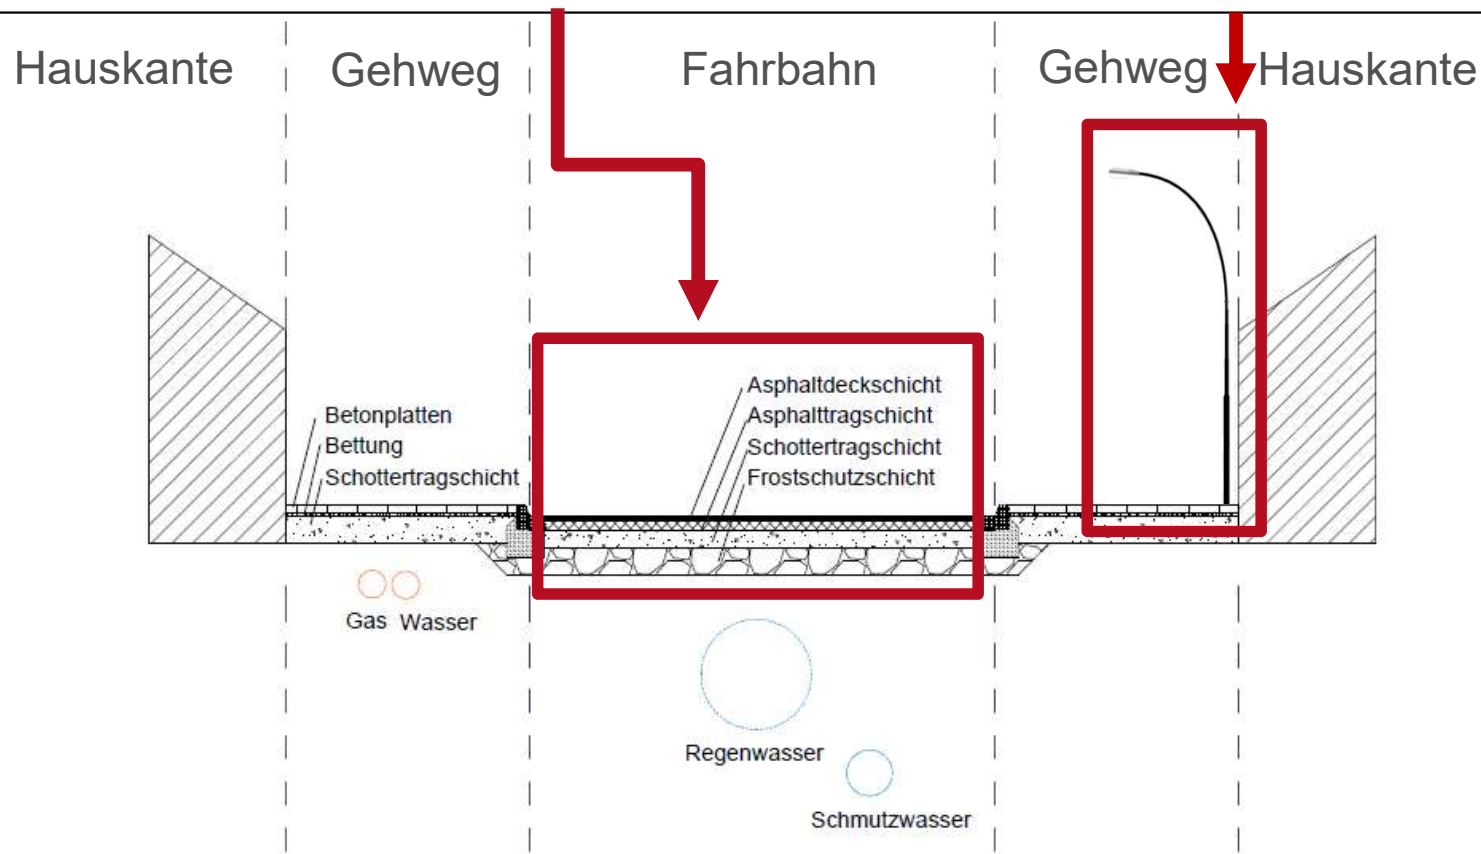 Hauskante
Gehweg
Fahrbahn
Gehweg
Hauskante
Betonplatten
Bettung
Schottertragschicht
Asphaltdeckschicht
Asphalttragschicht
Schottertragschicht
Frostschutzschicht
Gas
Wasser
Regenwasser
Schmutzwasser